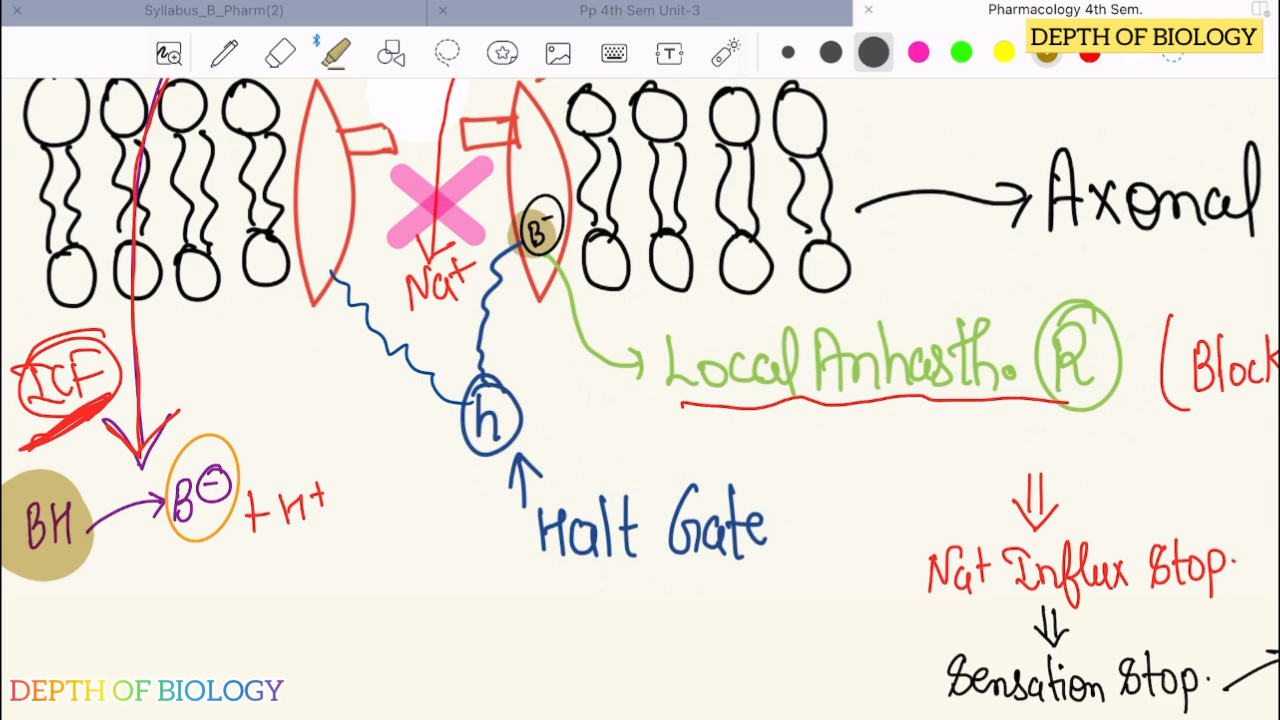 Syllabus_B_Pharm(2)
Pp 4th Sem Unit-3
Pharmacology 4th Sem.
DEPTH OF BIOLOGY
T
B-
Na+
Axonal
ICF
Local Anhasth. R
(Block
h
BH → B⊖ + H+
Halt Gate
Na+ Influx Stop.
Sensation Stop.
DEPTH OF BIOLOGY